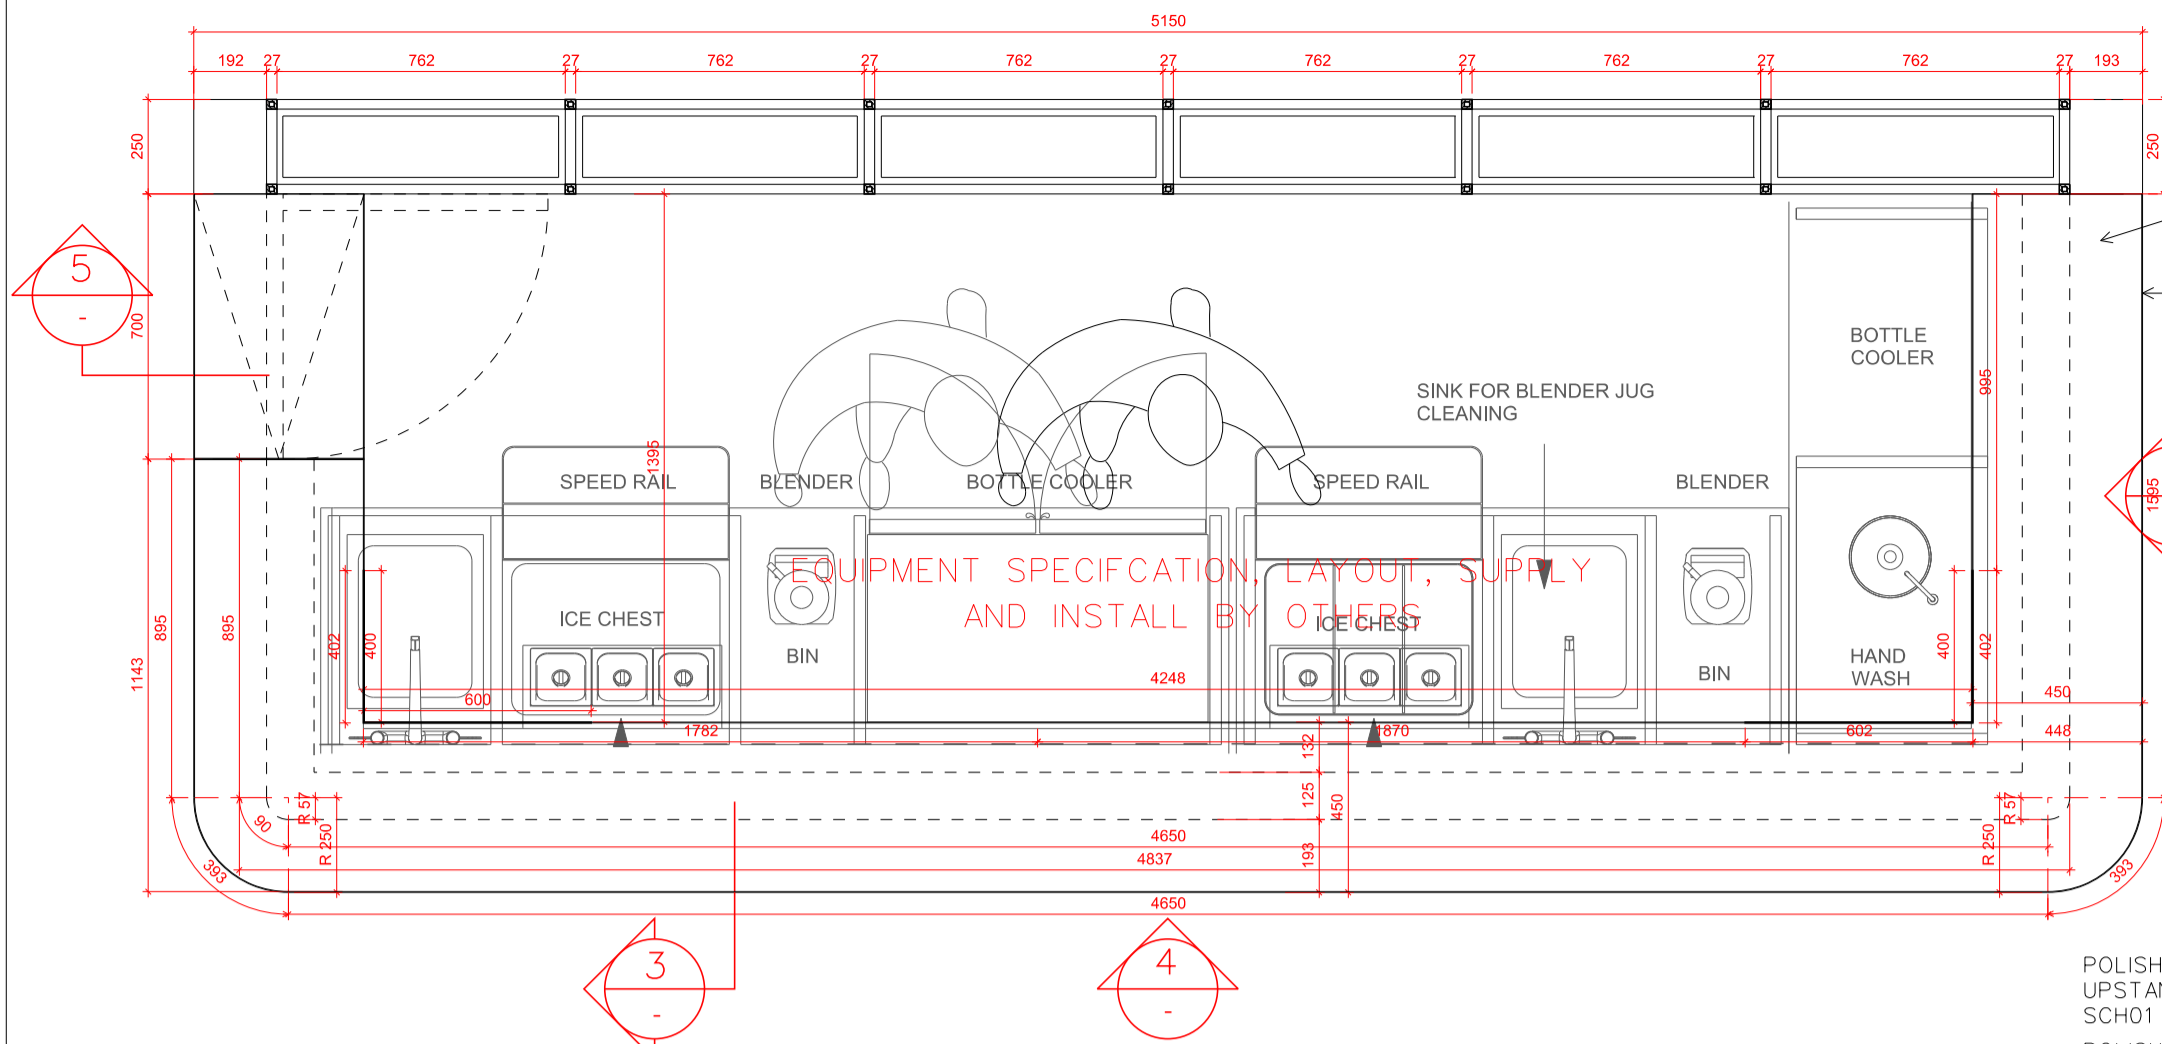 5150
192 27 762 27 762 27 762 27 762 27 762 27 762 27 193
250
250
5
-
700
BOTTLE
COOLER
995
SINK FOR BLENDER JUG
CLEANING
1395
SPEED RAIL
BLENDER
BOTTLE COOLER
SPEED RAIL
BLENDER
1595
EQUIPMENT SPECIFCATION, LAYOUT, SUPPLY
AND INSTALL BY OTHERS
ICE CHEST
ICE CHEST
BIN
BIN
HAND
WASH
895
895
402
400
400
402
1143
600
4248
450
1782
1870
602
448
132
125
450
193
R 57
R 57
90
R 250
R 250
4650
4837
393
393
4650
3
-
4
-
POLISH
UPSTAN
SCH01